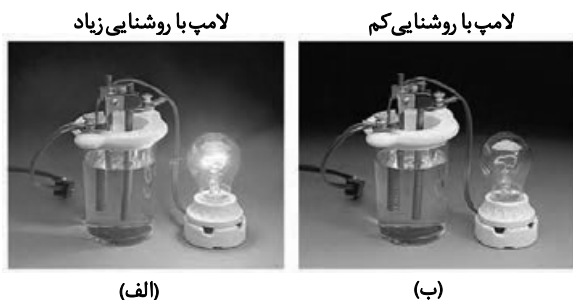 لامپ با روشنایی کم
لامپ با روشنایی زیاد
(ب)
(الف)